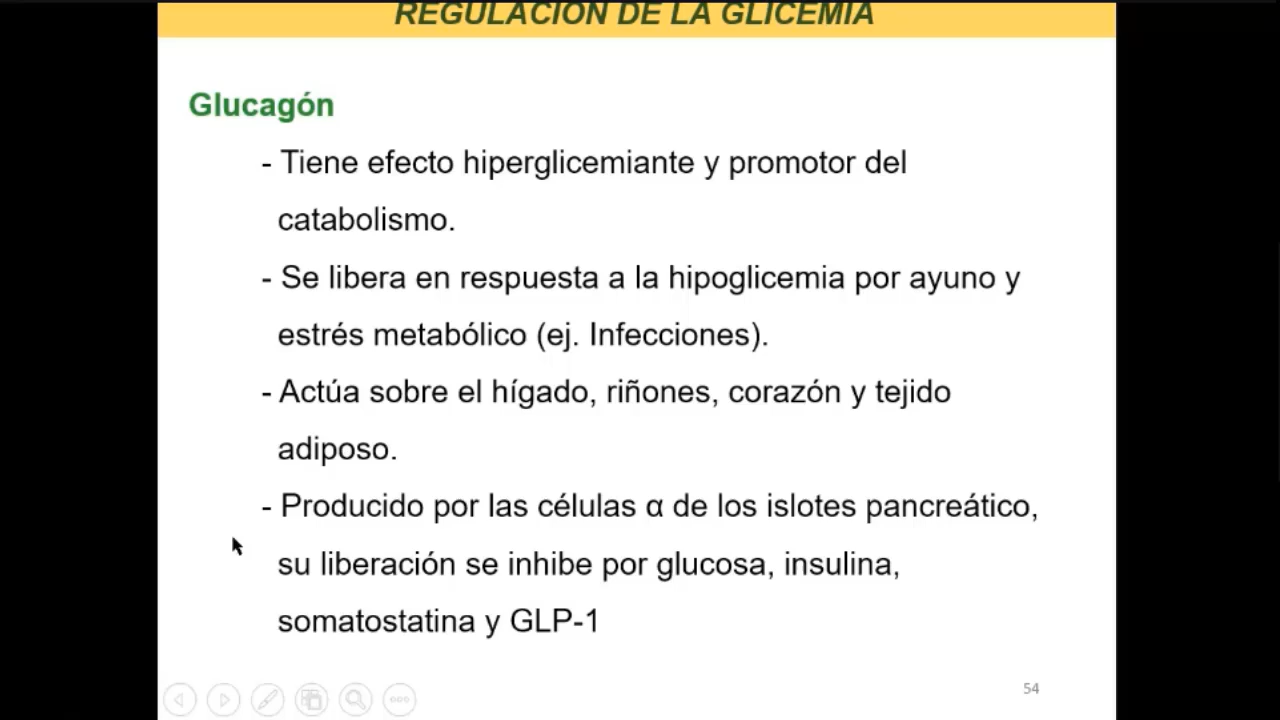 REGULACIÓN DE LA GLICEMIA
Glucagón
- Tiene efecto hiperglicemiante y promotor del
catabolismo.
- Se libera en respuesta a la hipoglicemia por ayuno y
estrés metabólico (ej. Infecciones).
- Actúa sobre el hígado, riñones, corazón y tejido
adiposo.
- Producido por las células α de los islotes pancreático,
su liberación se inhibe por glucosa, insulina,
somatostatina y GLP-1
54